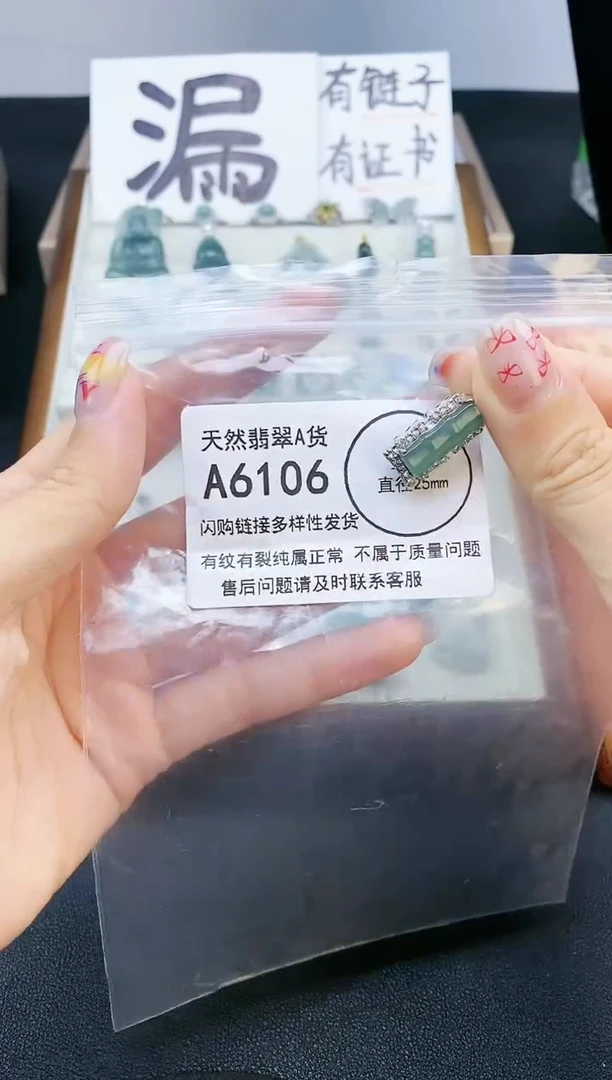 漏
有链子
有证书
天然翡翠A货
A6106
直径25mm
闪购链接多样性发货
有纹有裂纯属正常 不属于质量问题
售后问题请及时联系客服